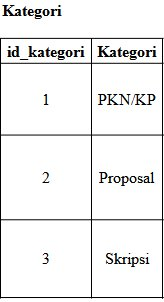 Kategori
id_kategori Kategori
1 PKN/KP
2 Proposal
3 Skripsi